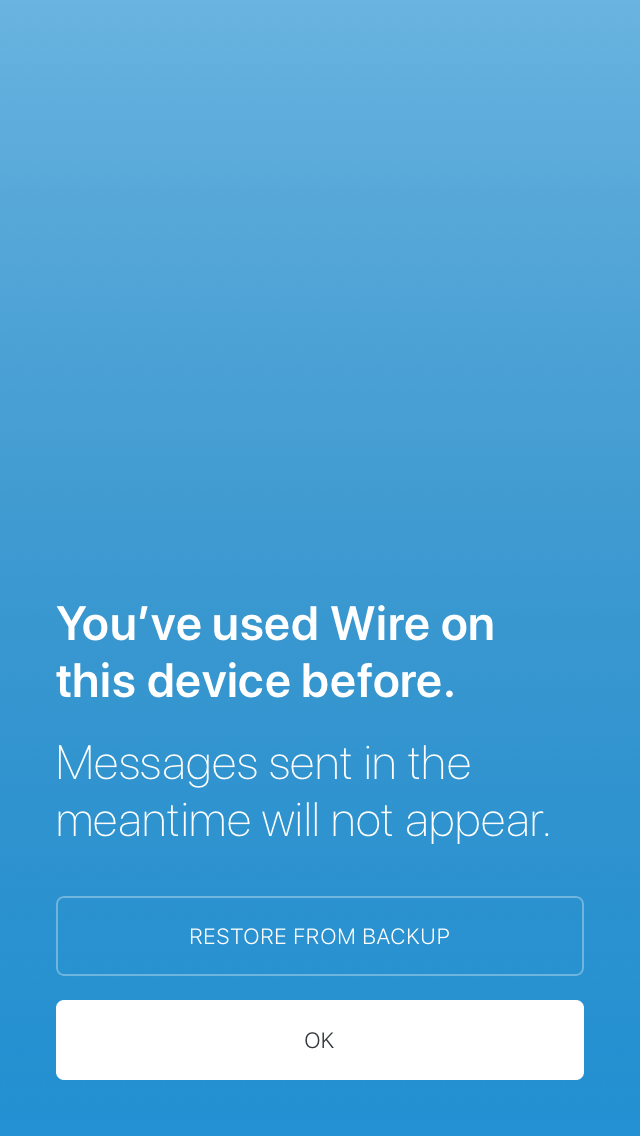 You’ve used Wire on
this device before.
Messages sent in the
meantime will not appear.
RESTORE FROM BACKUP
OK